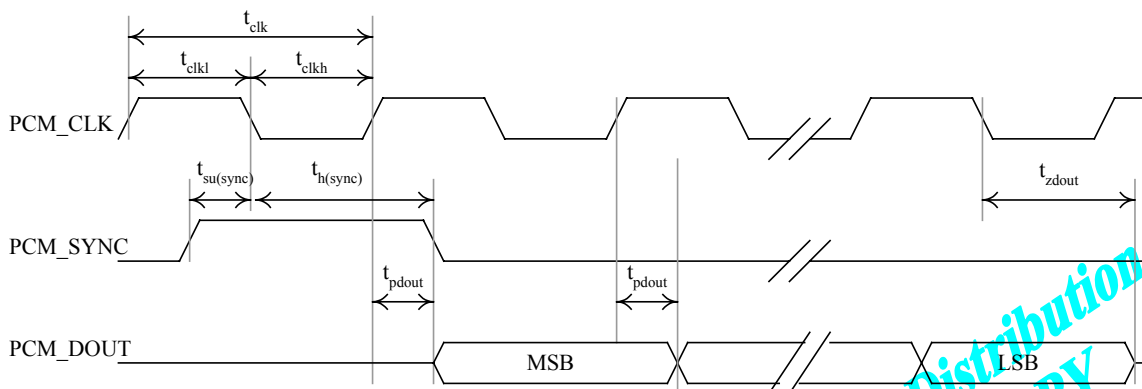 t_clk
t_clkl t_clkh
PCM_CLK
t_su(sync) t_h(sync) t_zdout
PCM_SYNC
t_pdout t_pdout
PCM_DOUT MSB LSB
Distribution